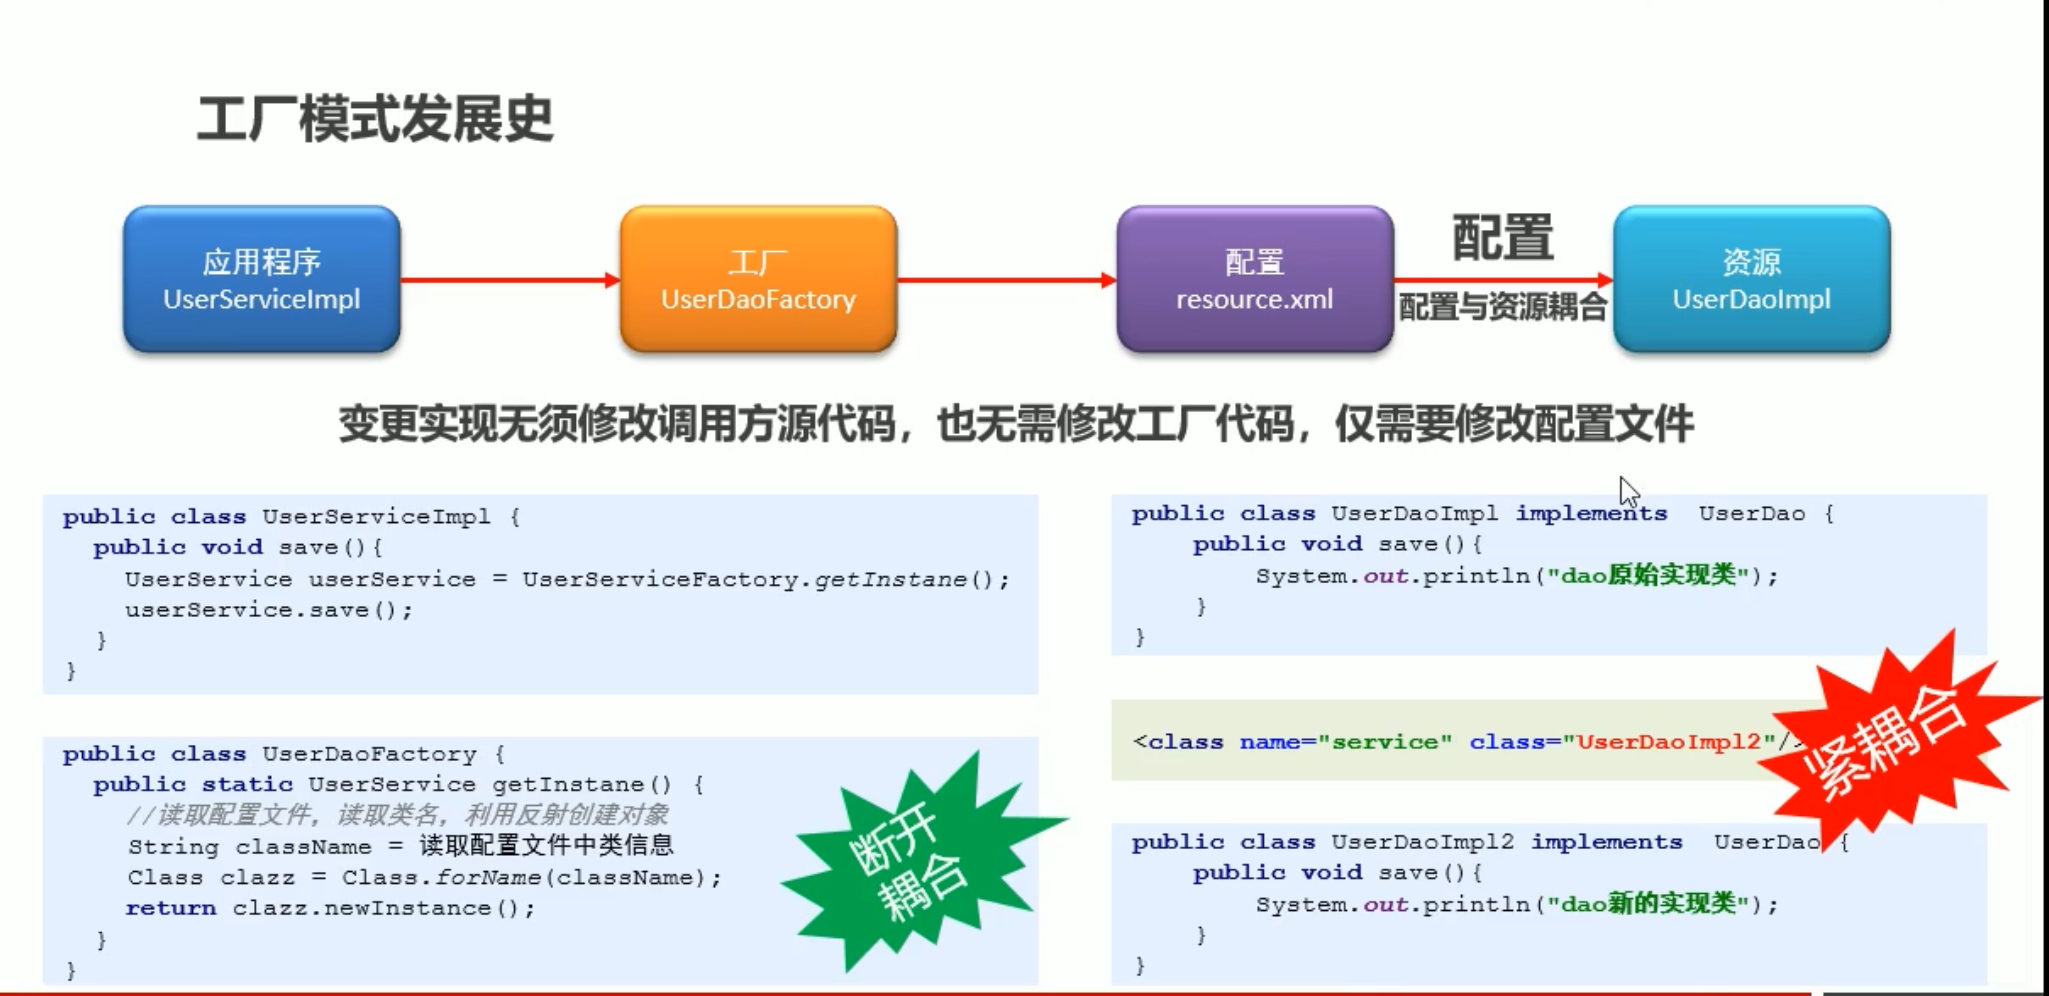 工厂模式发展史
应用程序
UserServiceImpl
工厂
UserDaoFactory
配置
resource.xml
配置
配置与资源耦合
资源
UserDaoImpl
变更实现无须修改调用方源代码，也无需修改工厂代码，仅需要修改配置文件
public class UserServiceImpl {
public void save(){
UserService userService = UserServiceFactory.getInstane();
userService.save();
}
}
public class UserDaoFactory {
public static UserService getInstane() {
//读取配置文件，读取类名，利用反射创建对象
String className = 读取配置文件中类信息
Class clazz = Class.forName(className);
return clazz.newInstance();
}
}
断开
耦合
public class UserDaoImpl implements UserDao {
public void save(){
System.out.println("dao原始实现类");
}
}
<class name="service" class="UserDaoImpl2"/>
紧耦合
public class UserDaoImpl2 implements UserDao {
public void save(){
System.out.println("dao新的实现类");
}
}